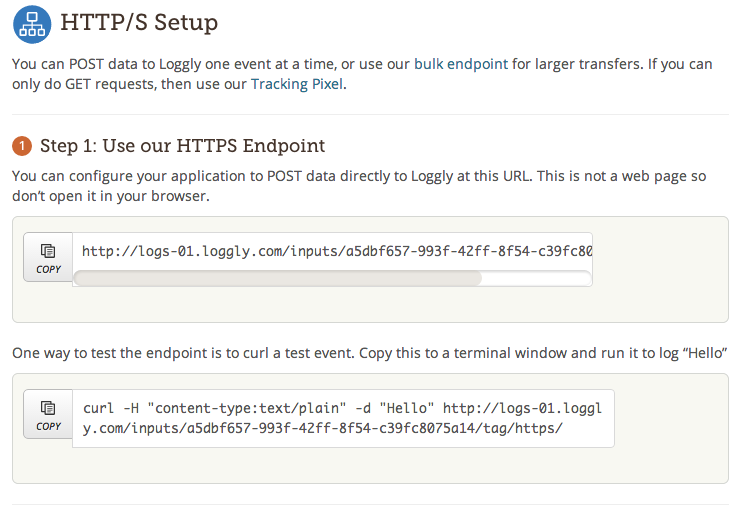 HTTP/S Setup
You can POST data to Loggly one event at a time, or use our bulk endpoint for larger transfers. If you can
only do GET requests, then use our Tracking Pixel.
1 Step 1: Use our HTTPS Endpoint
You can configure your application to POST data directly to Loggly at this URL. This is not a web page so
don't open it in your browser.
COPY
http://logs-01.loggly.com/inputs/a5dbf657-993f-42ff-8f54-c39fc80
One way to test the endpoint is to curl a test event. Copy this to a terminal window and run it to log “Hello”
COPY
curl -H "content-type:text/plain" -d "Hello" http://logs-01.loggl
y.com/inputs/a5dbf657-993f-42ff-8f54-c39fc8075a14/tag/https/